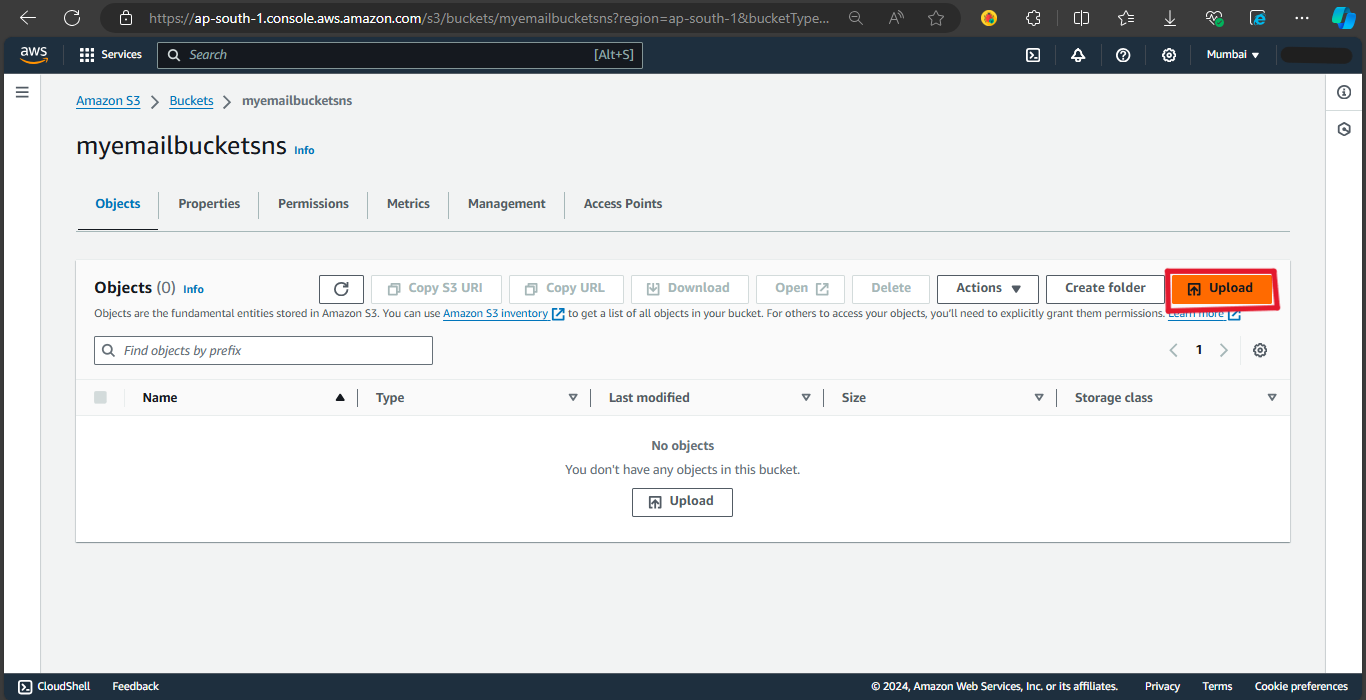 https://ap-south-1.console.aws.amazon.com/s3/buckets/myemailbucketsns?region=ap-south-1&bucketType...
aws Services Search [Alt+S] Mumbai
Amazon S3 Buckets myemailbucketsns
myemailbucketsns Info
Objects Properties Permissions Metrics Management Access Points
Objects (0) Info Copy S3 URI Copy URL Download Open Delete Actions Create folder Upload
Objects are the fundamental entities stored in Amazon S3. You can use Amazon S3 inventory to get a list of all objects in your bucket. For others to access your objects, you'll need to explicitly grant them permissions. Learn more
Find objects by prefix 1
Name Type Last modified Size Storage class
No objects
You don't have any objects in this bucket.
Upload
CloudShell Feedback © 2024, Amazon Web Services, Inc. or its affiliates. Privacy Terms Cookie preferences